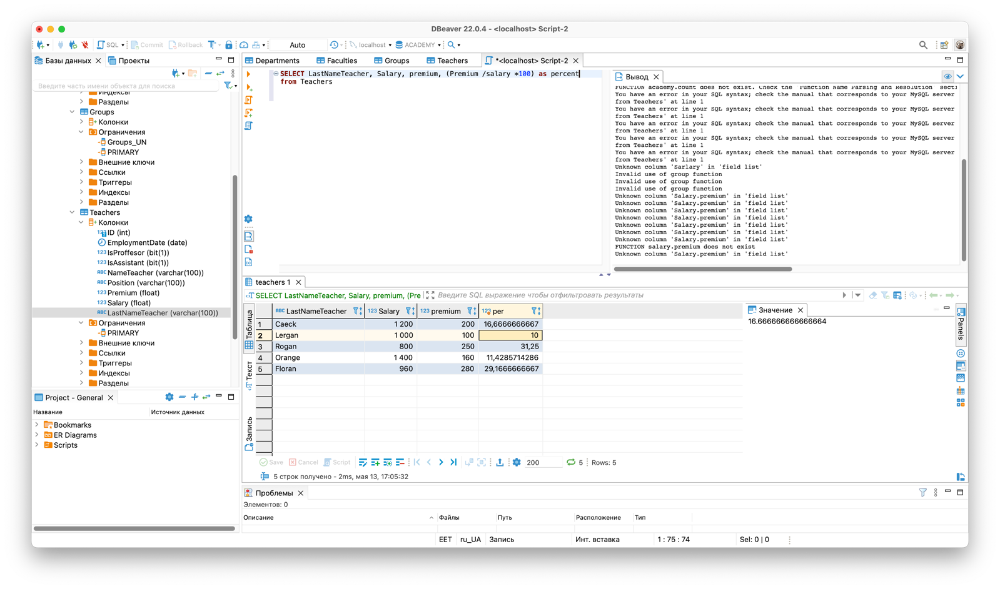 DBeaver 22.0.4 - <localhost> Script-2
SQL
Commit
Rollback
Auto
localhost
ACADEMY
Базы данных
Проекты
Введите часть имени объекта для поиска
Индексы
Разделы
Groups
Колонки
Ограничения
Groups_UN
PRIMARY
Внешние ключи
Ссылки
Триггеры
Индексы
Разделы
Teachers
Колонки
ID (int)
EmploymentDate (date)
IsProffesor (bit(1))
IsAssistant (bit(1))
NameTeacher (varchar(100))
Position (varchar(100))
Premium (float)
Salary (float)
LastNameTeacher (varchar(100))
Ограничения
PRIMARY
Внешние ключи
Ссылки
Триггеры
Индексы
Разделы
Project - General
Название Источник данных
Bookmarks
ER Diagrams
Scripts
Departments Faculties Groups Teachers *<localhost> Script-2
SELECT LastNameTeacher, Salary, premium, (Premium /salary *100) as percent
from Teachers
Вывод
FUNCTION academy.count does not exist. Check the 'Function Name Parsing and Resolution' secti
You have an error in your SQL syntax; check the manual that corresponds to your MySQL server
from Teachers' at line 1
You have an error in your SQL syntax; check the manual that corresponds to your MySQL server
from Teachers' at line 1
You have an error in your SQL syntax; check the manual that corresponds to your MySQL server
from Teachers' at line 1
You have an error in your SQL syntax; check the manual that corresponds to your MySQL server
from Teachers' at line 1
You have an error in your SQL syntax; check the manual that corresponds to your MySQL server
from Teachers' at line 1
Unknown column 'Sarlary' in 'field list'
Invalid use of group function
Invalid use of group function
Invalid use of group function
Unknown column 'Salary.premium' in 'field list'
Unknown column 'Salary.premium' in 'field list'
Unknown column 'Salary.premium' in 'field list'
Unknown column 'Salary.premium' in 'field list'
Unknown column 'Salary.premium' in 'field list'
Unknown column 'Salary.premium' in 'field list'
Unknown column 'Salary.premium' in 'field list'
FUNCTION salary.premium does not exist
Unknown column 'Salary.premium' in 'field list'
teachers 1
SELECT LastNameTeacher, Salary, premium, (Pre
Введите SQL выражение чтобы отфильтровать результаты
Таблица
Текст
Запись
ABC LastNameTeacher 123 Salary 123 premium 123 per
1 Caeck 1 200 200 16,6666666667
2 Lergan 1 000 100 10
3 Rogan 800 250 31,25
4 Orange 1 400 160 11,4285714286
5 Floran 960 280 29,1666666667
Значение
16.666666666666664
Panels
Save Cancel Script 200 5 Rows: 5
5 строк получено - 2ms, мая 13, 17:05:32
Проблемы
Элементов: 0
Описание Файлы Путь Расположение Тип
EET ru_UA Запись Инт. вставка 1 : 75 : 74 Sel: 0 | 0